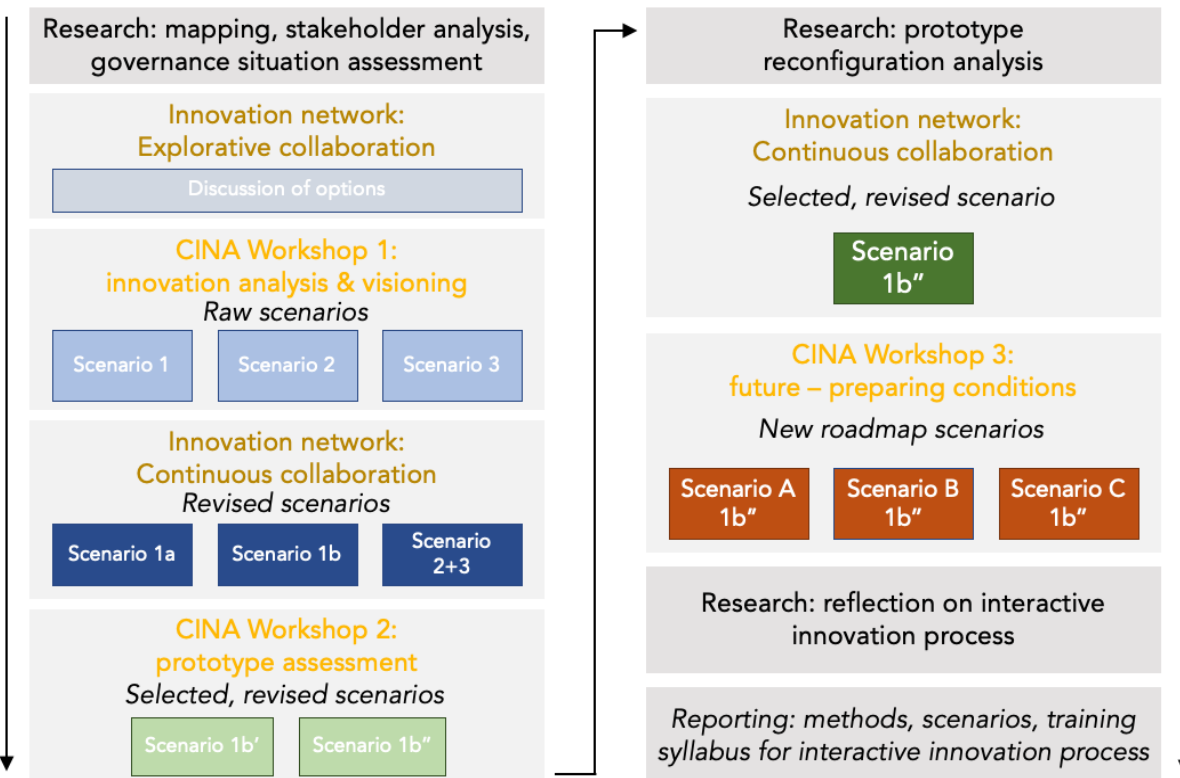 Research: mapping, stakeholder analysis,
governance situation assessment
Innovation network:
Explorative collaboration
Discussion of options
CINA Workshop 1:
innovation analysis & visioning
Raw scenarios
Scenario 1
Scenario 2
Scenario 3
Innovation network:
Continuous collaboration
Revised scenarios
Scenario 1a
Scenario 1b
Scenario
2+3
CINA Workshop 2:
prototype assessment
Selected, revised scenarios
Scenario 1b’
Scenario 1b”
Research: prototype
reconfiguration analysis
Innovation network:
Continuous collaboration
Selected, revised scenario
Scenario
1b”
CINA Workshop 3:
future – preparing conditions
New roadmap scenarios
Scenario A
1b”
Scenario B
1b”
Scenario C
1b”
Research: reflection on interactive
innovation process
Reporting: methods, scenarios, training
syllabus for interactive innovation process